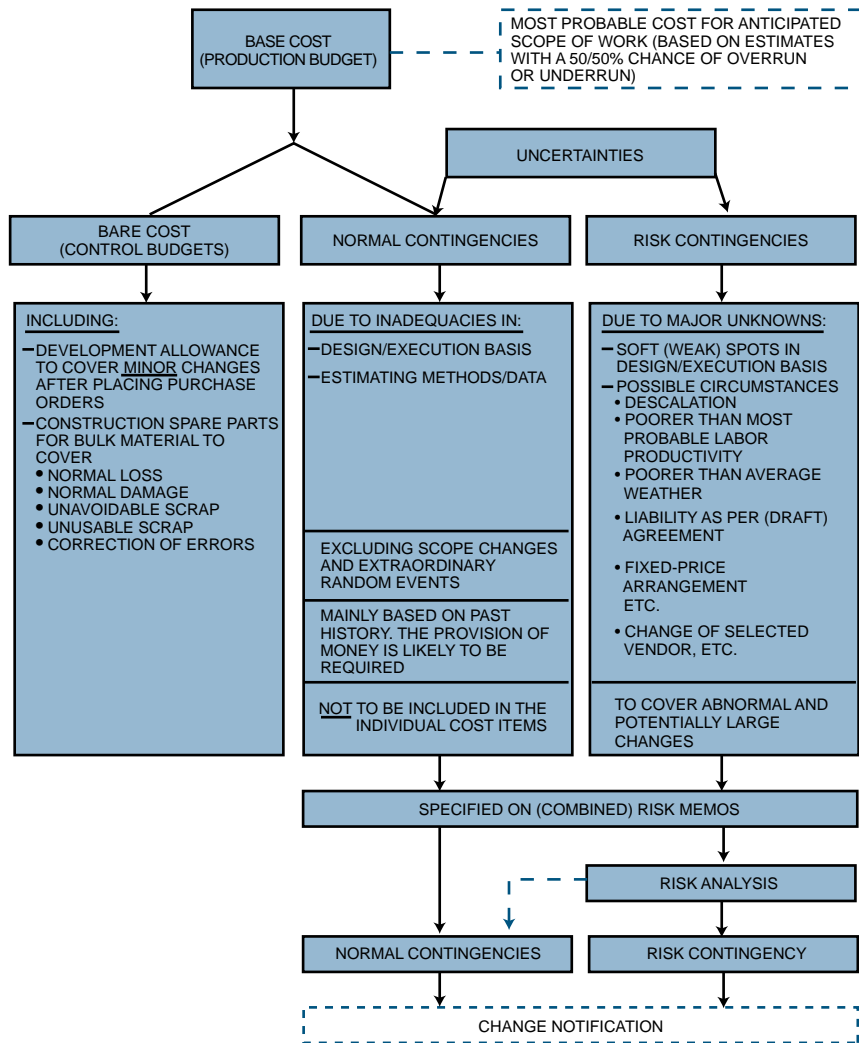 BASE COST
(PRODUCTION BUDGET)
MOST PROBABLE COST FOR ANTICIPATED
SCOPE OF WORK (BASED ON ESTIMATES
WITH A 50/50% CHANCE OF OVERRUN
OR UNDERRUN)
UNCERTAINTIES
BARE COST
(CONTROL BUDGETS)
NORMAL CONTINGENCIES
RISK CONTINGENCIES
INCLUDING:
– DEVELOPMENT ALLOWANCE
TO COVER MINOR CHANGES
AFTER PLACING PURCHASE
ORDERS
– CONSTRUCTION SPARE PARTS
FOR BULK MATERIAL TO
COVER
• NORMAL LOSS
• NORMAL DAMAGE
• UNAVOIDABLE SCRAP
• UNUSABLE SCRAP
• CORRECTION OF ERRORS
DUE TO INADEQUACIES IN:
– DESIGN/EXECUTION BASIS
– ESTIMATING METHODS/DATA
EXCLUDING SCOPE CHANGES
AND EXTRAORDINARY
RANDOM EVENTS
MAINLY BASED ON PAST
HISTORY. THE PROVISION OF
MONEY IS LIKELY TO BE
REQUIRED
NOT TO BE INCLUDED IN THE
INDIVIDUAL COST ITEMS
DUE TO MAJOR UNKNOWNS:
– SOFT (WEAK) SPOTS IN
DESIGN/EXECUTION BASIS
– POSSIBLE CIRCUMSTANCES
• DESCALATION
• POORER THAN MOST
PROBABLE LABOR
PRODUCTIVITY
• POORER THAN AVERAGE
WEATHER
• LIABILITY AS PER (DRAFT)
AGREEMENT
• FIXED-PRICE
ARRANGEMENT
ETC.
• CHANGE OF SELECTED
VENDOR, ETC.
TO COVER ABNORMAL AND
POTENTIALLY LARGE
CHANGES
SPECIFIED ON (COMBINED) RISK MEMOS
RISK ANALYSIS
NORMAL CONTINGENCIES
RISK CONTINGENCY
CHANGE NOTIFICATION